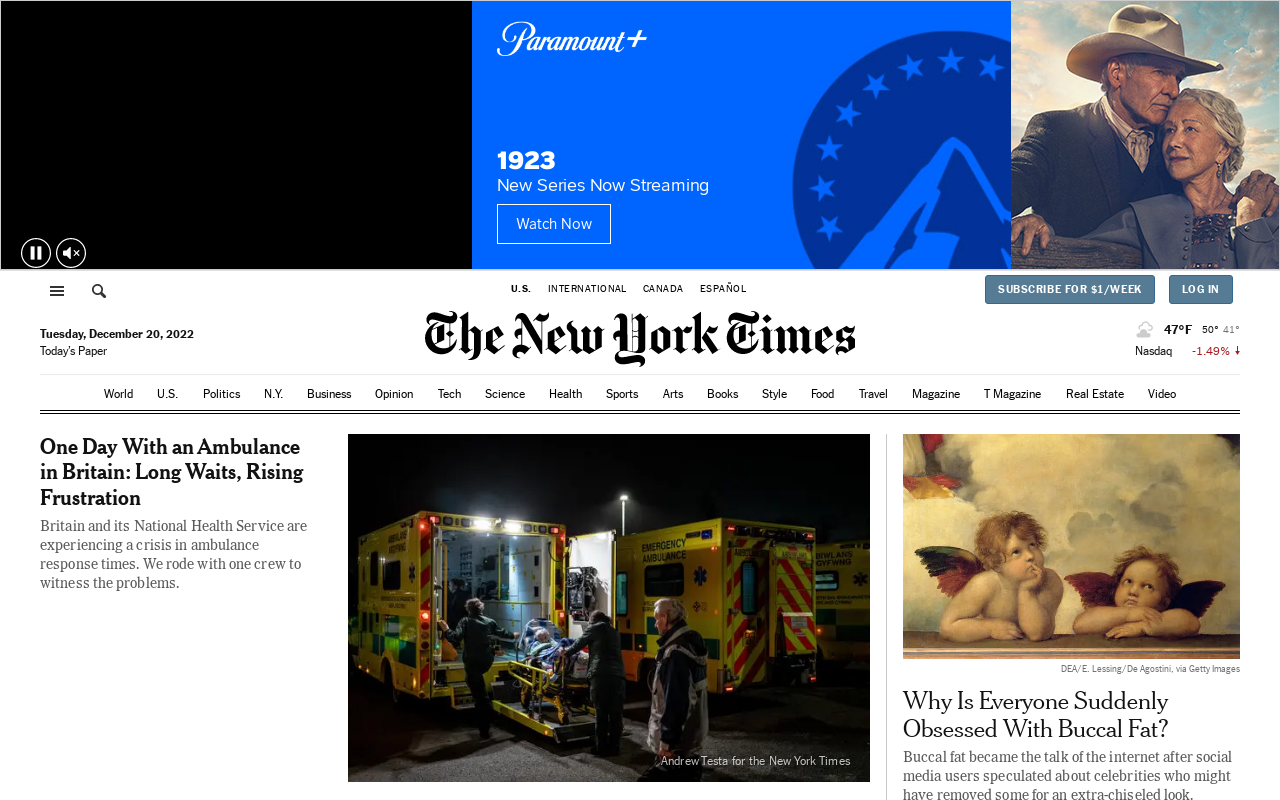 Paramount+
1923
New Series Now Streaming
Watch Now
U.S.
INTERNATIONAL
CANADA
ESPAÑOL
SUBSCRIBE FOR $1/WEEK
LOG IN
Tuesday, December 20, 2022
Today's Paper
The New York Times
47°F 50° 41°
Nasdaq -1.49%
World U.S. Politics N.Y. Business Opinion Tech Science Health Sports Arts Books Style Food Travel Magazine T Magazine Real Estate Video
One Day With an Ambulance
in Britain: Long Waits, Rising
Frustration
Britain and its National Health Service are
experiencing a crisis in ambulance
response times. We rode with one crew to
witness the problems.
EMERGENCY
AMBULANCE
Andrew Testa for the New York Times
DEA/E. Lessing/De Agostini, via Getty Images
Why Is Everyone Suddenly
Obsessed With Buccal Fat?
Buccal fat became the talk of the internet after social
media users speculated about celebrities who might
have removed some for an extra-chiseled look.